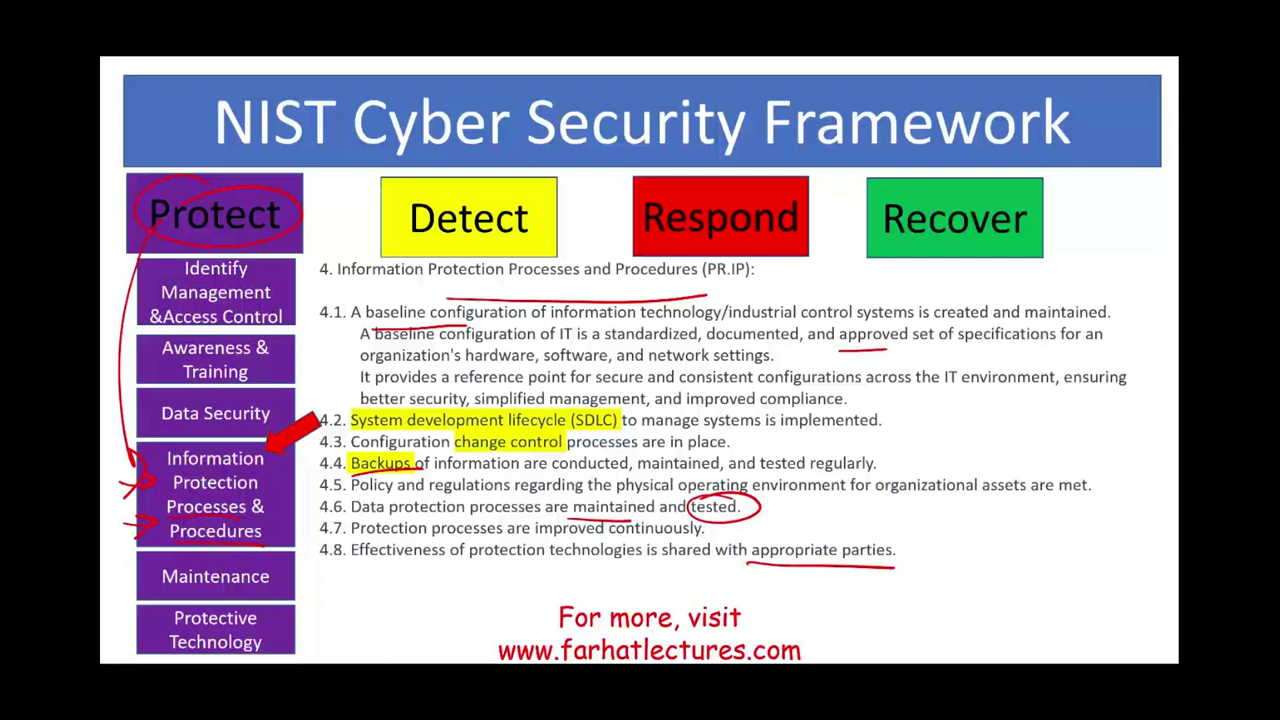 NIST Cyber Security Framework
Protect
Detect
Respond
Recover
Identify
Management
&Access Control
Awareness &
Training
Data Security
Information
Protection
Processes &
Procedures
Maintenance
Protective
Technology
4. Information Protection Processes and Procedures (PR.IP):
4.1. A baseline configuration of information technology/industrial control systems is created and maintained.
A baseline configuration of IT is a standardized, documented, and approved set of specifications for an
organization's hardware, software, and network settings.
It provides a reference point for secure and consistent configurations across the IT environment, ensuring
better security, simplified management, and improved compliance.
4.2. System development lifecycle (SDLC) to manage systems is implemented.
4.3. Configuration change control processes are in place.
4.4. Backups of information are conducted, maintained, and tested regularly.
4.5. Policy and regulations regarding the physical operating environment for organizational assets are met.
4.6. Data protection processes are maintained and tested.
4.7. Protection processes are improved continuously.
4.8. Effectiveness of protection technologies is shared with appropriate parties.
For more, visit
www.farhatlectures.com